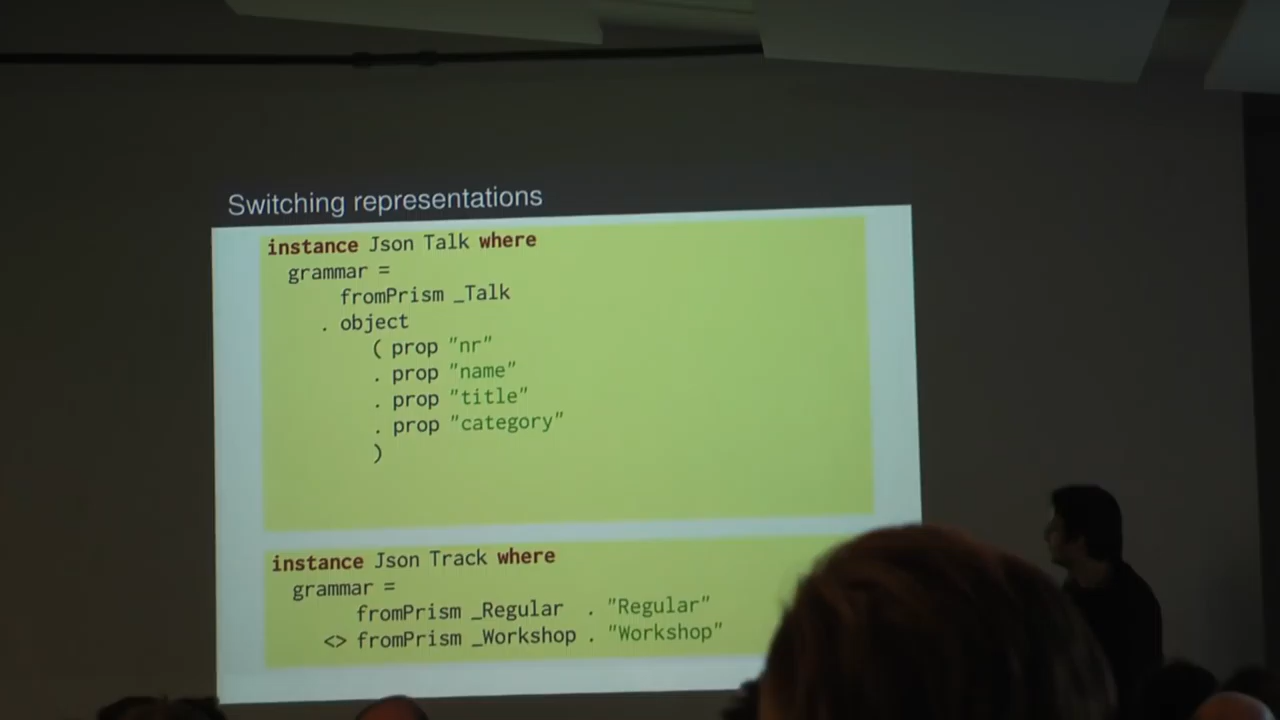 Switching representations
instance Json Talk where
grammar =
fromPrism _Talk
. object
( prop "nr"
. prop "name"
. prop "title"
. prop "category"
)
instance Json Track where
grammar =
fromPrism _Regular . "Regular"
<> fromPrism _Workshop . "Workshop"